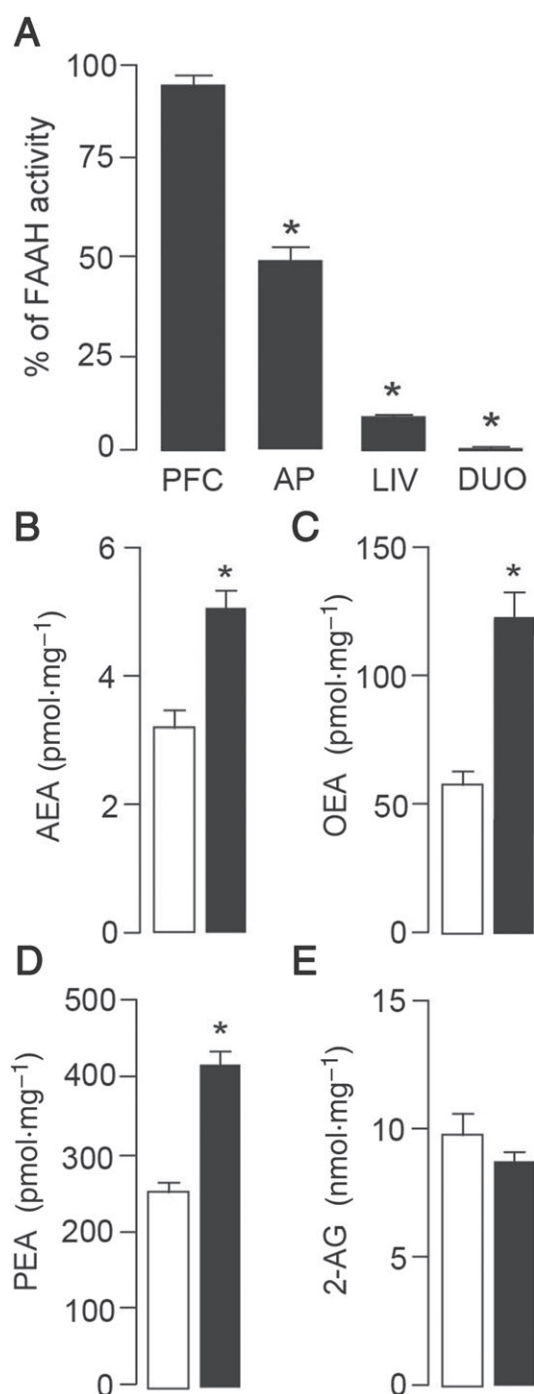 A
% of FAAH activity
100
75
50
25
0
*
*
*
PFC AP LIV DUO
B
AEA (pmol·mg⁻¹)
6
4
2
0
*
C
OEA (pmol·mg⁻¹)
150
100
50
0
*
D
PEA (pmol·mg⁻¹)
500
400
300
200
100
0
*
E
2-AG (nmol·mg⁻¹)
15
10
5
0